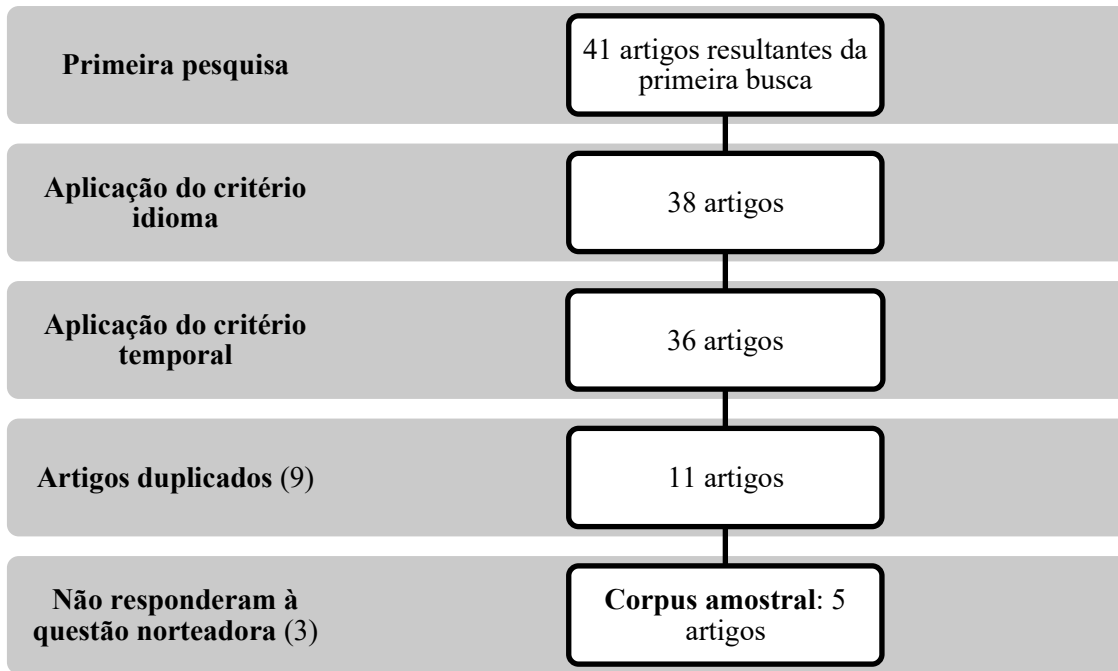 Primeira pesquisa
41 artigos resultantes da
primeira busca
Aplicação do critério
idioma
38 artigos
Aplicação do critério
temporal
36 artigos
Artigos duplicados (9)
11 artigos
Não responderam à
questão norteadora (3)
Corpus amostral: 5
artigos